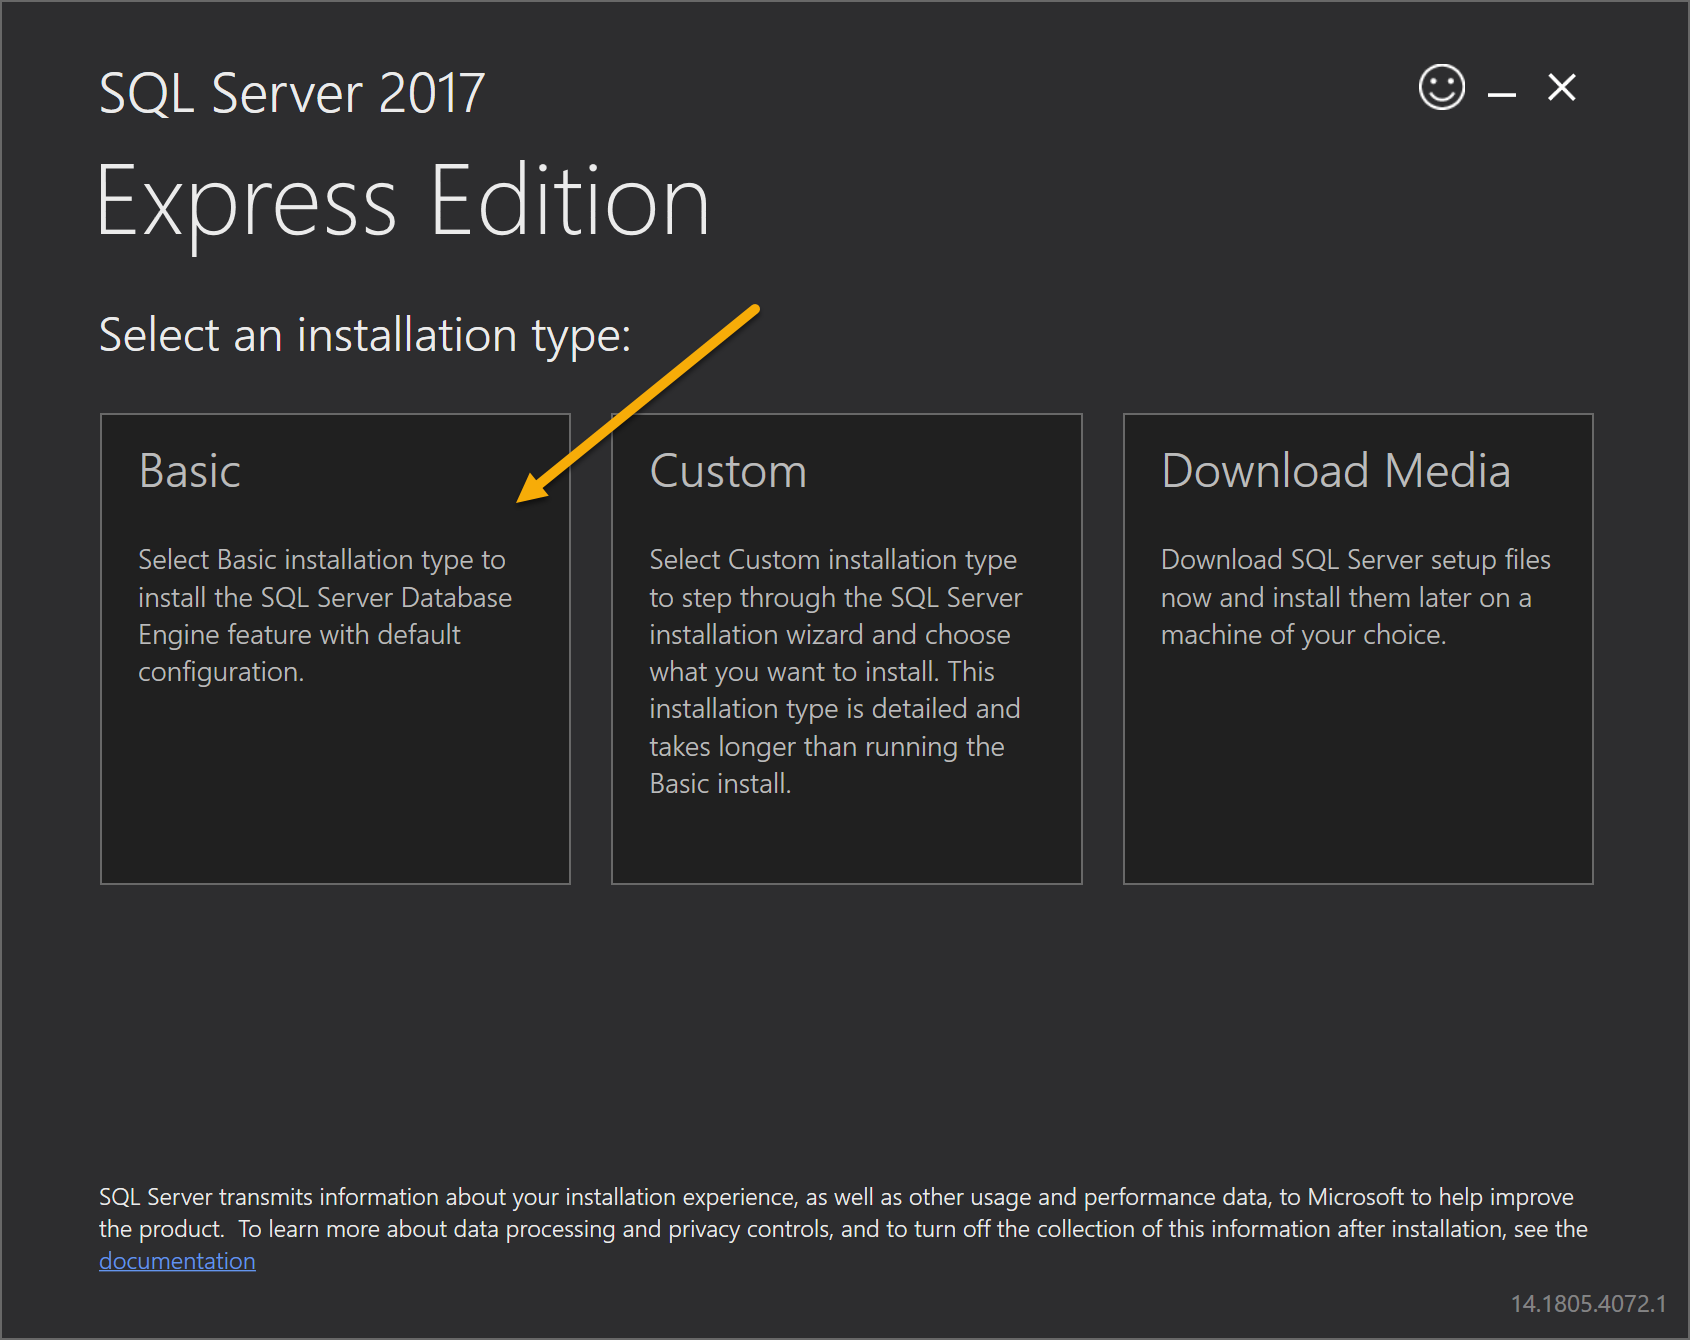 SQL Server 2017
Express Edition
Select an installation type:
Basic
Select Basic installation type to
install the SQL Server Database
Engine feature with default
configuration.
Custom
Select Custom installation type
to step through the SQL Server
installation wizard and choose
what you want to install. This
installation type is detailed and
takes longer than running the
Basic install.
Download Media
Download SQL Server setup files
now and install them later on a
machine of your choice.
SQL Server transmits information about your installation experience, as well as other usage and performance data, to Microsoft to help improve
the product.  To learn more about data processing and privacy controls, and to turn off the collection of this information after installation, see the
documentation
14.1805.4072.1